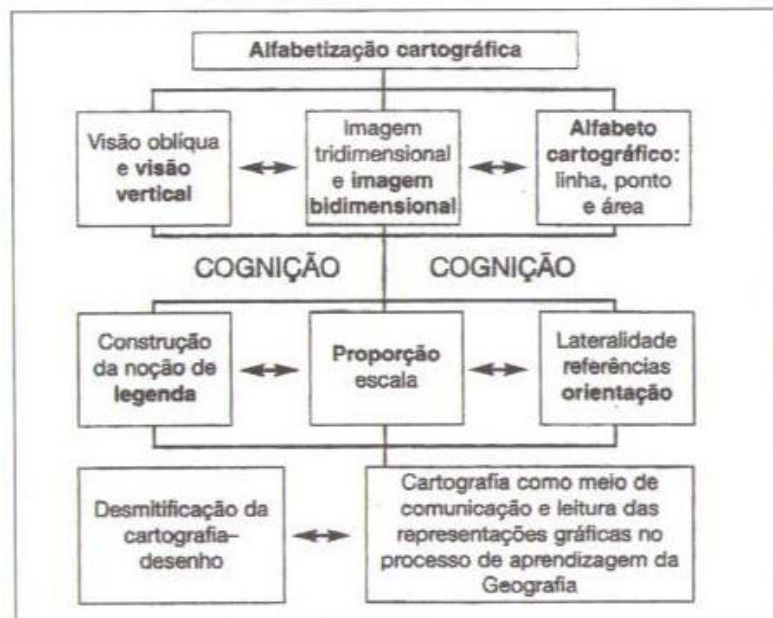 Alfabetização cartográfica
Visão oblíqua
e visão
vertical
Imagem
tridimensional
e imagem
bidimensional
Alfabeto
cartográfico:
linha, ponto
e área
COGNIÇÃO
COGNIÇÃO
Construção
da noção de
legenda
Proporção
escala
Lateralidade
referências
orientação
Desmitificação da
cartografia–
desenho
Cartografia como meio de
comunicação e leitura das
representações gráficas no
processo de aprendizagem da
Geografia